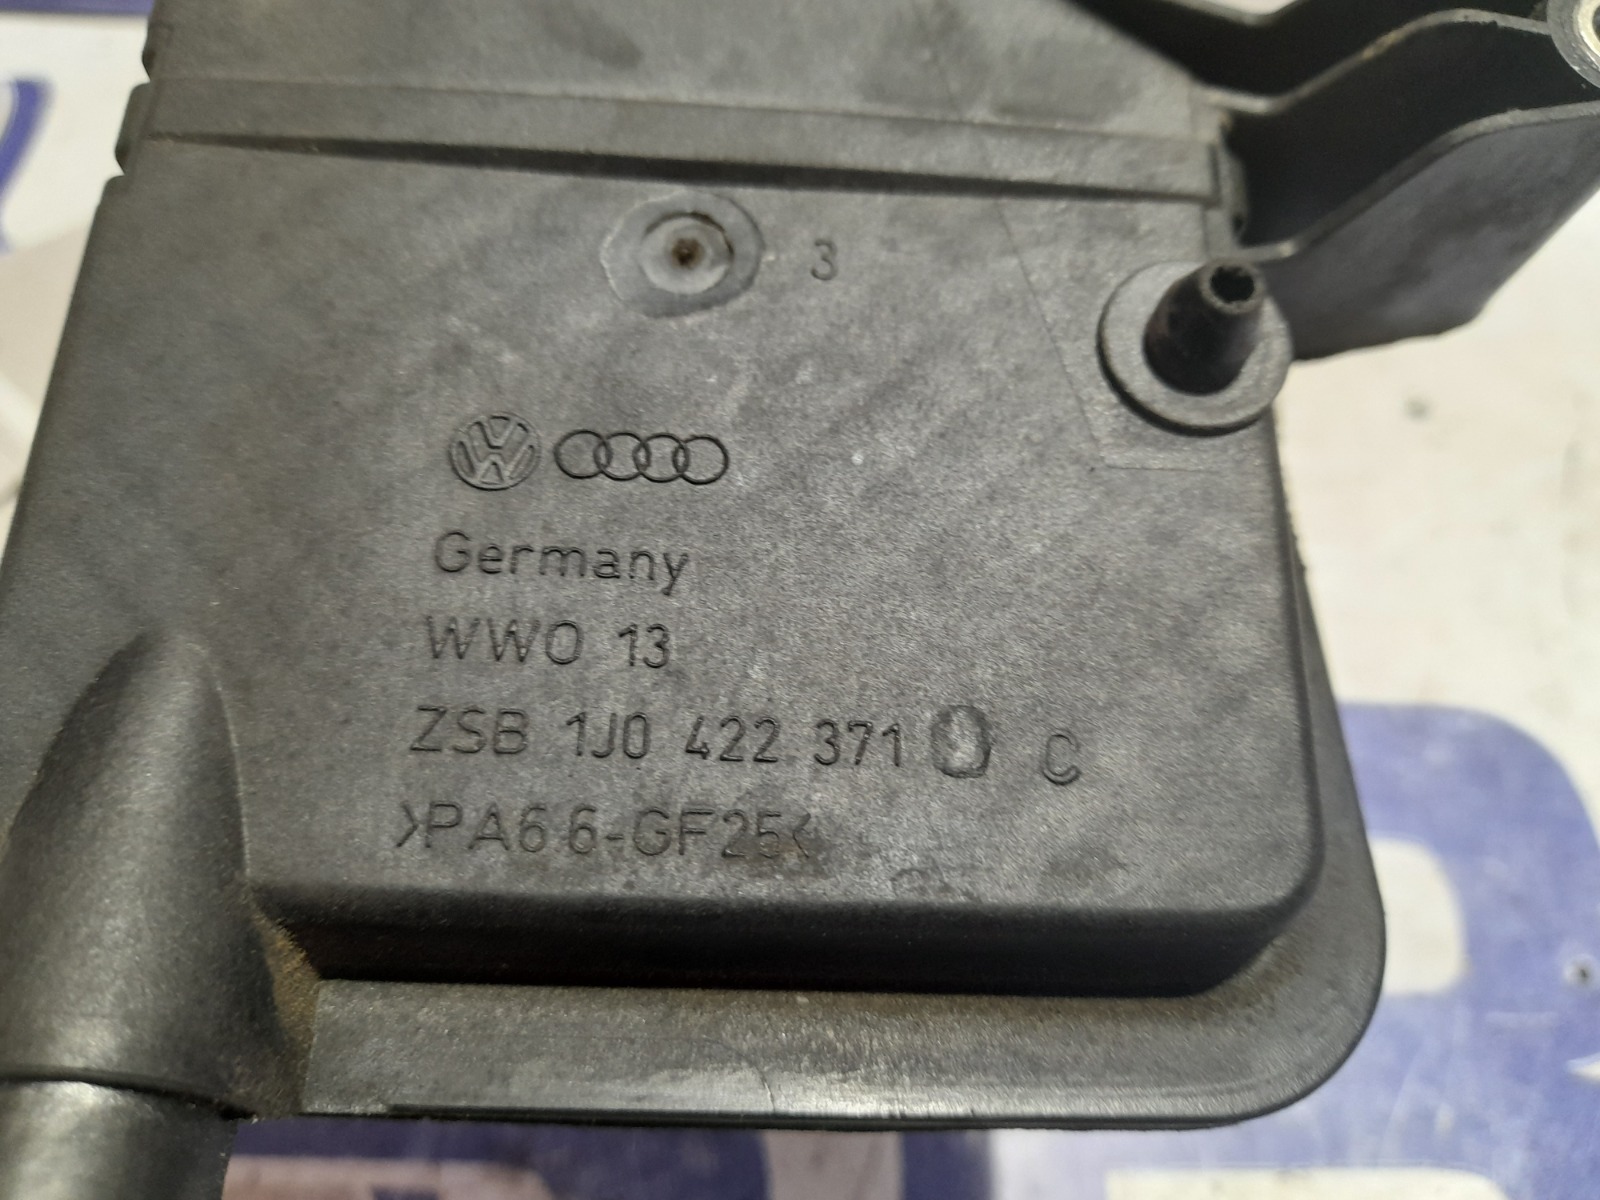 3
Germany
WWO 13
ZSB 1J0 422 371 C
>PA66-GF25<